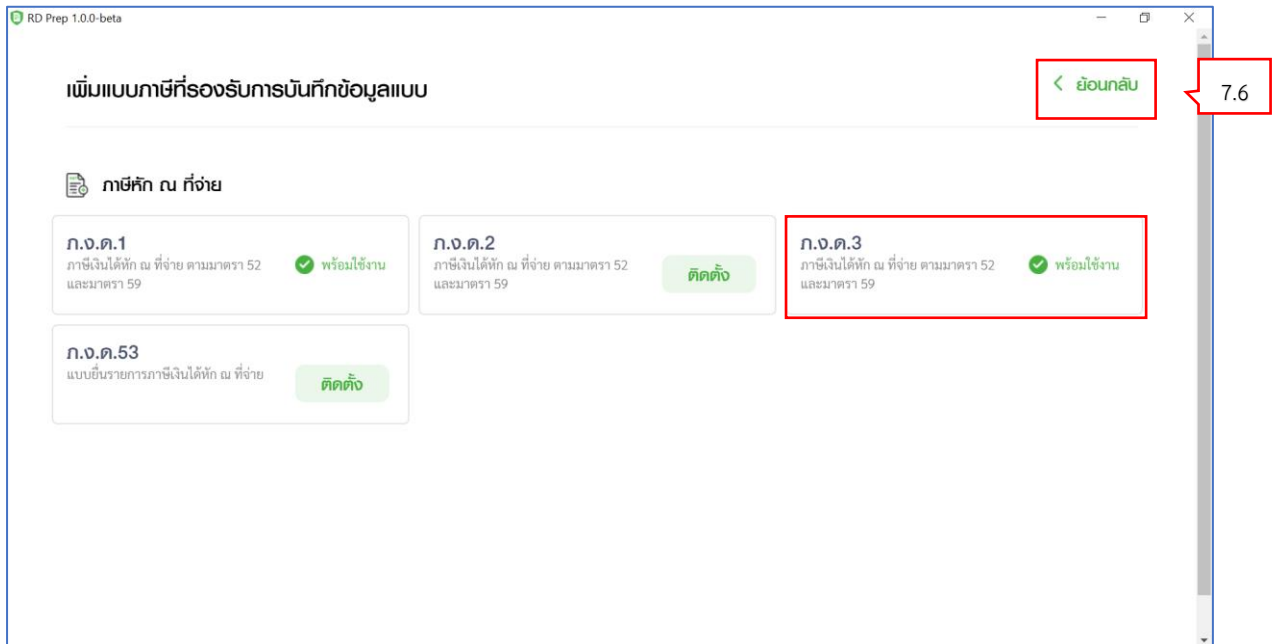 RD Prep 1.0.0-beta
เพิ่มแบบภาษีที่รองรับการบันทึกข้อมูลแบบ
ย้อนกลับ
7.6
ภาษีหัก ณ ที่จ่าย
ภ.ง.ด.1
ภาษีเงินได้หัก ณ ที่จ่าย ตามมาตรา 52
และมาตรา 59
พร้อมใช้งาน
ภ.ง.ด.2
ภาษีเงินได้หัก ณ ที่จ่าย ตามมาตรา 52
และมาตรา 59
ติดตั้ง
ภ.ง.ด.3
ภาษีเงินได้หัก ณ ที่จ่าย ตามมาตรา 52
และมาตรา 59
พร้อมใช้งาน
ภ.ง.ด.53
แบบยื่นรายการภาษีเงินได้หัก ณ ที่จ่าย
ติดตั้ง